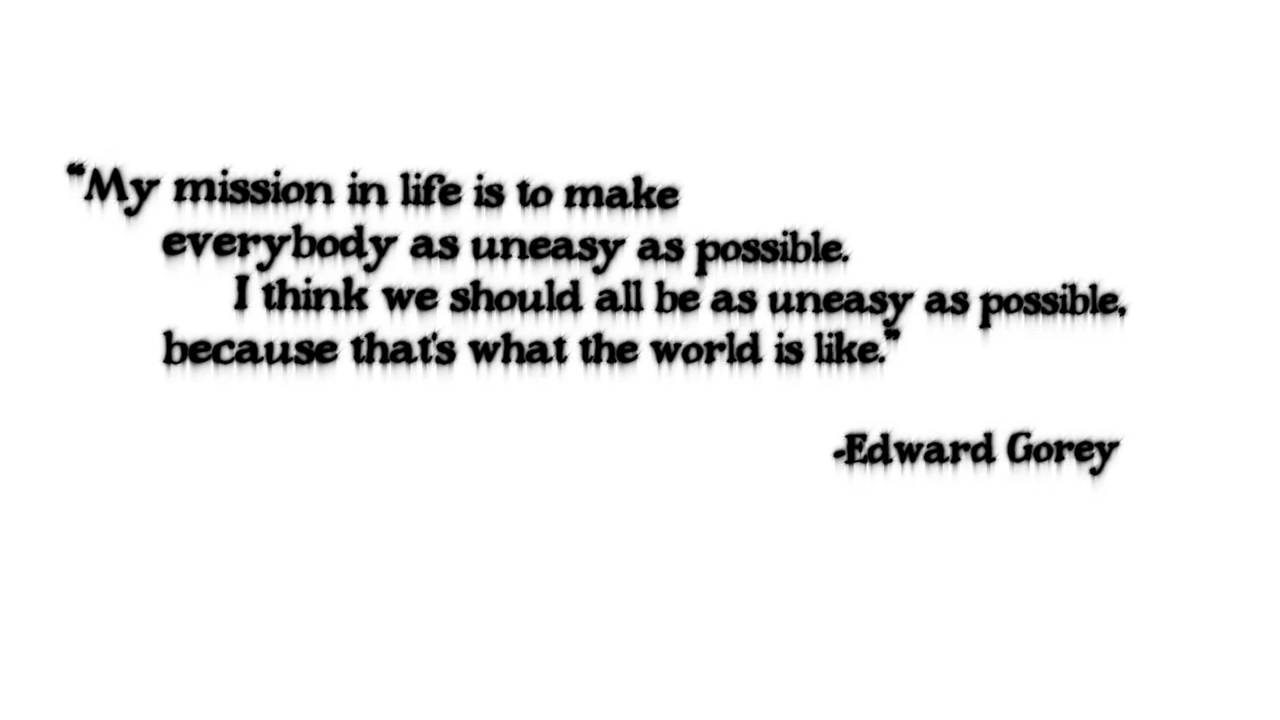 “My mission in life is to make
everybody as uneasy as possible.
I think we should all be as uneasy as possible,
because that's what the world is like.”
-Edward Gorey